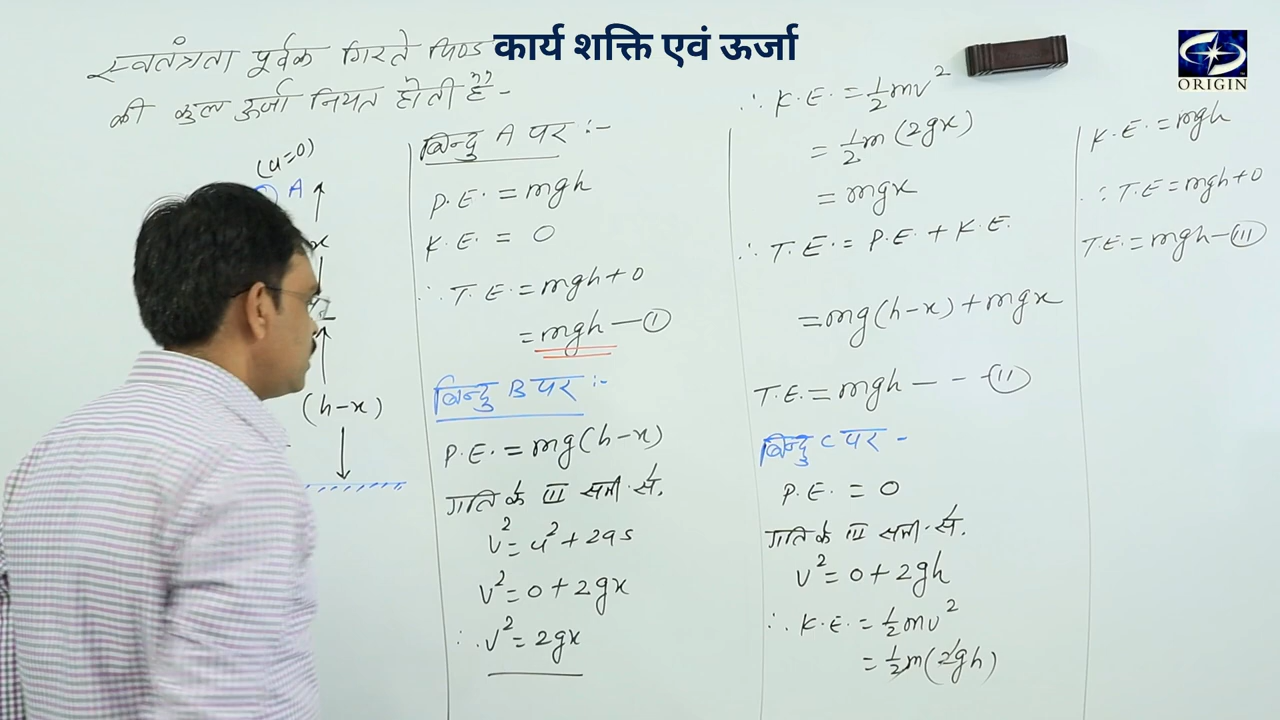 कार्य शक्ति एवं ऊर्जा
ORIGIN
स्वतंत्रता पूर्वक गिरते पिण्ड
की कुल ऊर्जा नियत होती है" -
(u=0)
A
x
(h-x)
बिन्दु A पर :-
P.E. = mgh
K.E. = 0
∴ T.E. = mgh + 0
= mgh — (I)
बिन्दु B पर :-
P.E. = mg(h-x)
गति के III समी. से.
v² = u² + 2as
v² = 0 + 2gx
∴ v² = 2gx
∴ K.E. = ½mv²
= ½m(2gx)
= mgx
∴ T.E. = P.E. + K.E.
= mg(h-x) + mgx
T.E. = mgh — - (II)
बिन्दु C पर -
P.E. = 0
गति के III समी. से.
v² = 0 + 2gh
∴ K.E. = ½mv²
= ½m(2gh)
K.E. = mgh
∴ T.E = mgh + 0
T.E. = mgh — (III)